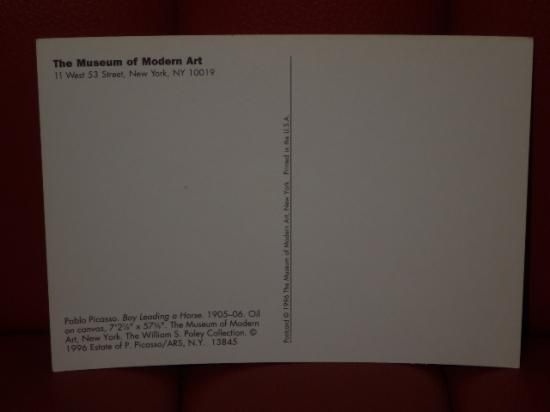 The Museum of Modern Art
11 West 53 Street, New York, NY 10019
Pablo Picasso. Boy Leading a Horse. 1905–06. Oil
on canvas, 7'2⅞" x 57⅝". The Museum of Modern
Art, New York. The William S. Paley Collection. ©
1996 Estate of P. Picasso/ARS, N.Y. 13845
Postcard © 1996 The Museum of Modern Art, New York Printed in the U.S.A.